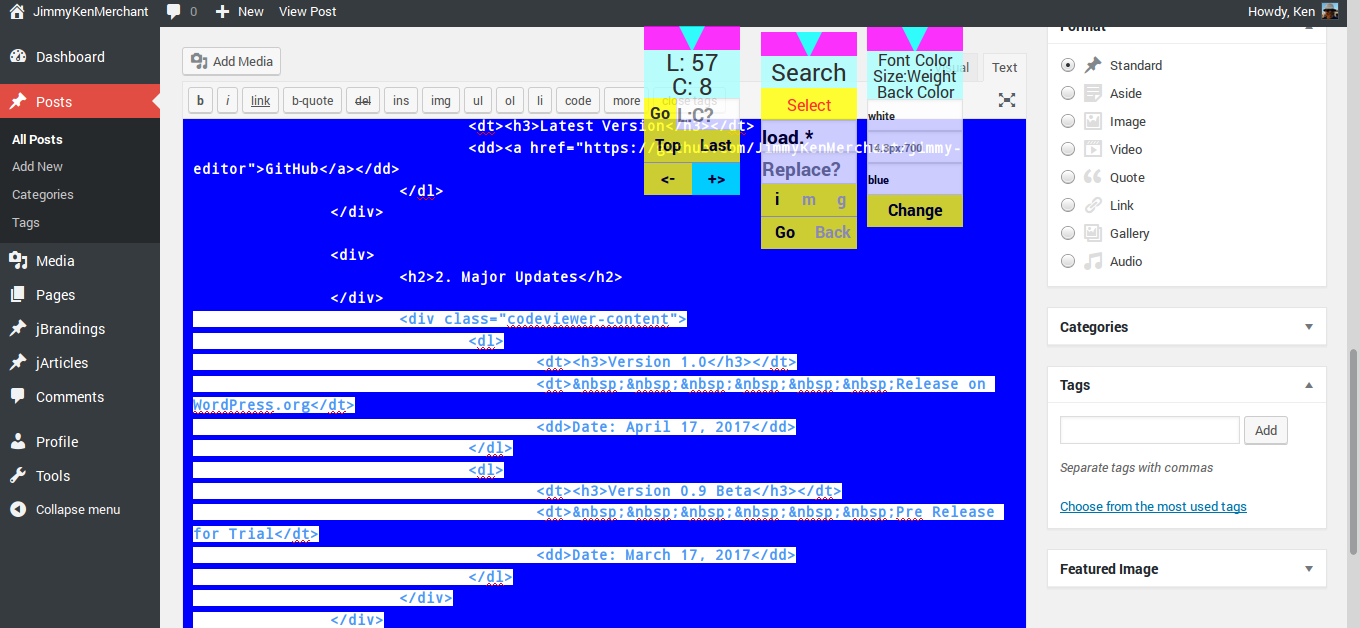 JimmyKenMerchant 0 New View Post Howdy, Ken
Dashboard
Posts
All Posts
Add New
Categories
Tags
Media
Pages
jBrandings
jArticles
Comments
Profile
Tools
Collapse menu
Add Media
Text
b i link b-quote del ins img ul ol li code more close tags
L: 57
C: 8
Go L:C?
Top Last
<- +>
Search
Select
load.*
Replace?
i m g
Go Back
Font Color
Size:Weight
Back Color
white
blue
Change
<dt><h3>Latest Version</h3></dt>
<dd><a href="https://github.com/JimmyKenMerchant/jimmy-
editor">GitHub</a></dd>
</dl>
</div>
<div>
<h2>2. Major Updates</h2>
</div>
<div class="codeviewer-content">
<dl>
<dt><h3>Version 1.0</h3></dt>
<dt>&nbsp;&nbsp;&nbsp;&nbsp;&nbsp;&nbsp;Release on
WordPress.org</dt>
<dd>Date: April 17, 2017</dd>
</dl>
<dl>
<dt><h3>Version 0.9 Beta</h3></dt>
<dt>&nbsp;&nbsp;&nbsp;&nbsp;&nbsp;&nbsp;Pre Release
for Trial</dt>
<dd>Date: March 17, 2017</dd>
</dl>
</div>
</div>
Format
Standard
Aside
Image
Video
Quote
Link
Gallery
Audio
Categories
Tags
Add
Separate tags with commas
Choose from the most used tags
Featured Image